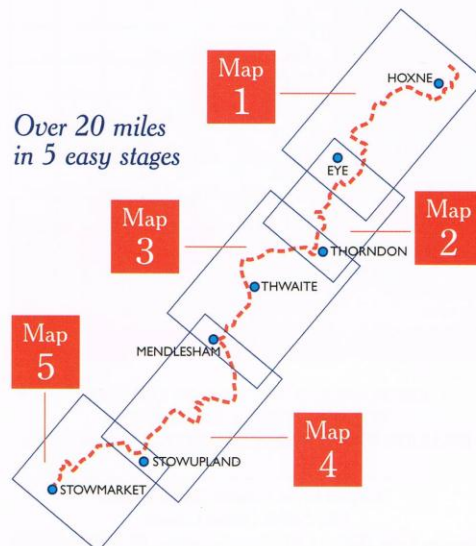 Map
1
HOXNE
Over 20 miles
in 5 easy stages
EYE
Map
2
Map
3
THORNDON
THWAITE
MENDLESHAM
Map
5
Map
4
STOWUPLAND
STOWMARKET